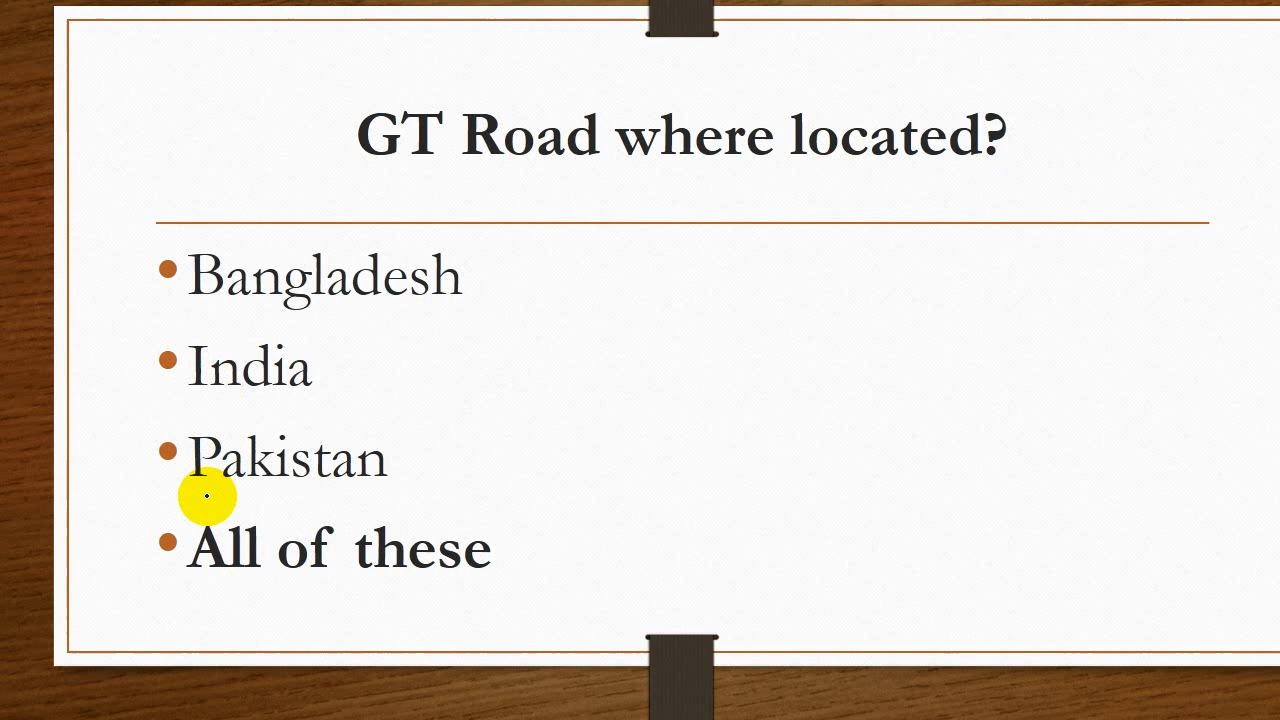 GT Road where located?
• Bangladesh
• India
• Pakistan
• All of these